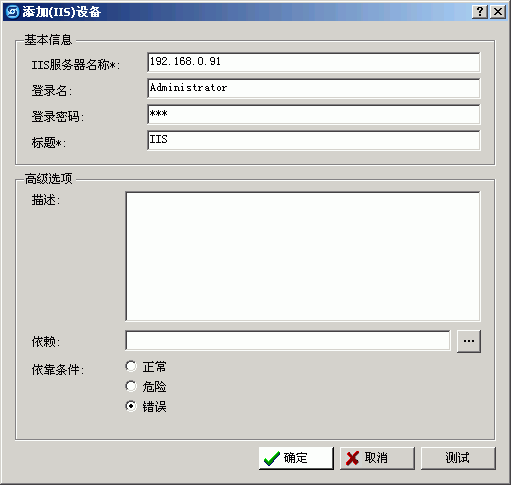 添加(IIS)设备
基本信息
IIS服务器名称*: 192.168.0.91
登录名: Administrator
登录密码: ***
标题*: IIS
高级选项
描述:
依赖: ...
依靠条件: 正常
危险
错误
确定 取消 测试